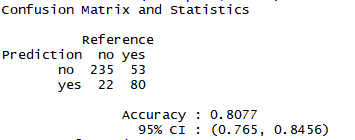 Confusion Matrix and Statistics
Reference
Prediction no yes
no 235 53
yes 22 80
Accuracy : 0.8077
95% CI : (0.765, 0.8456)